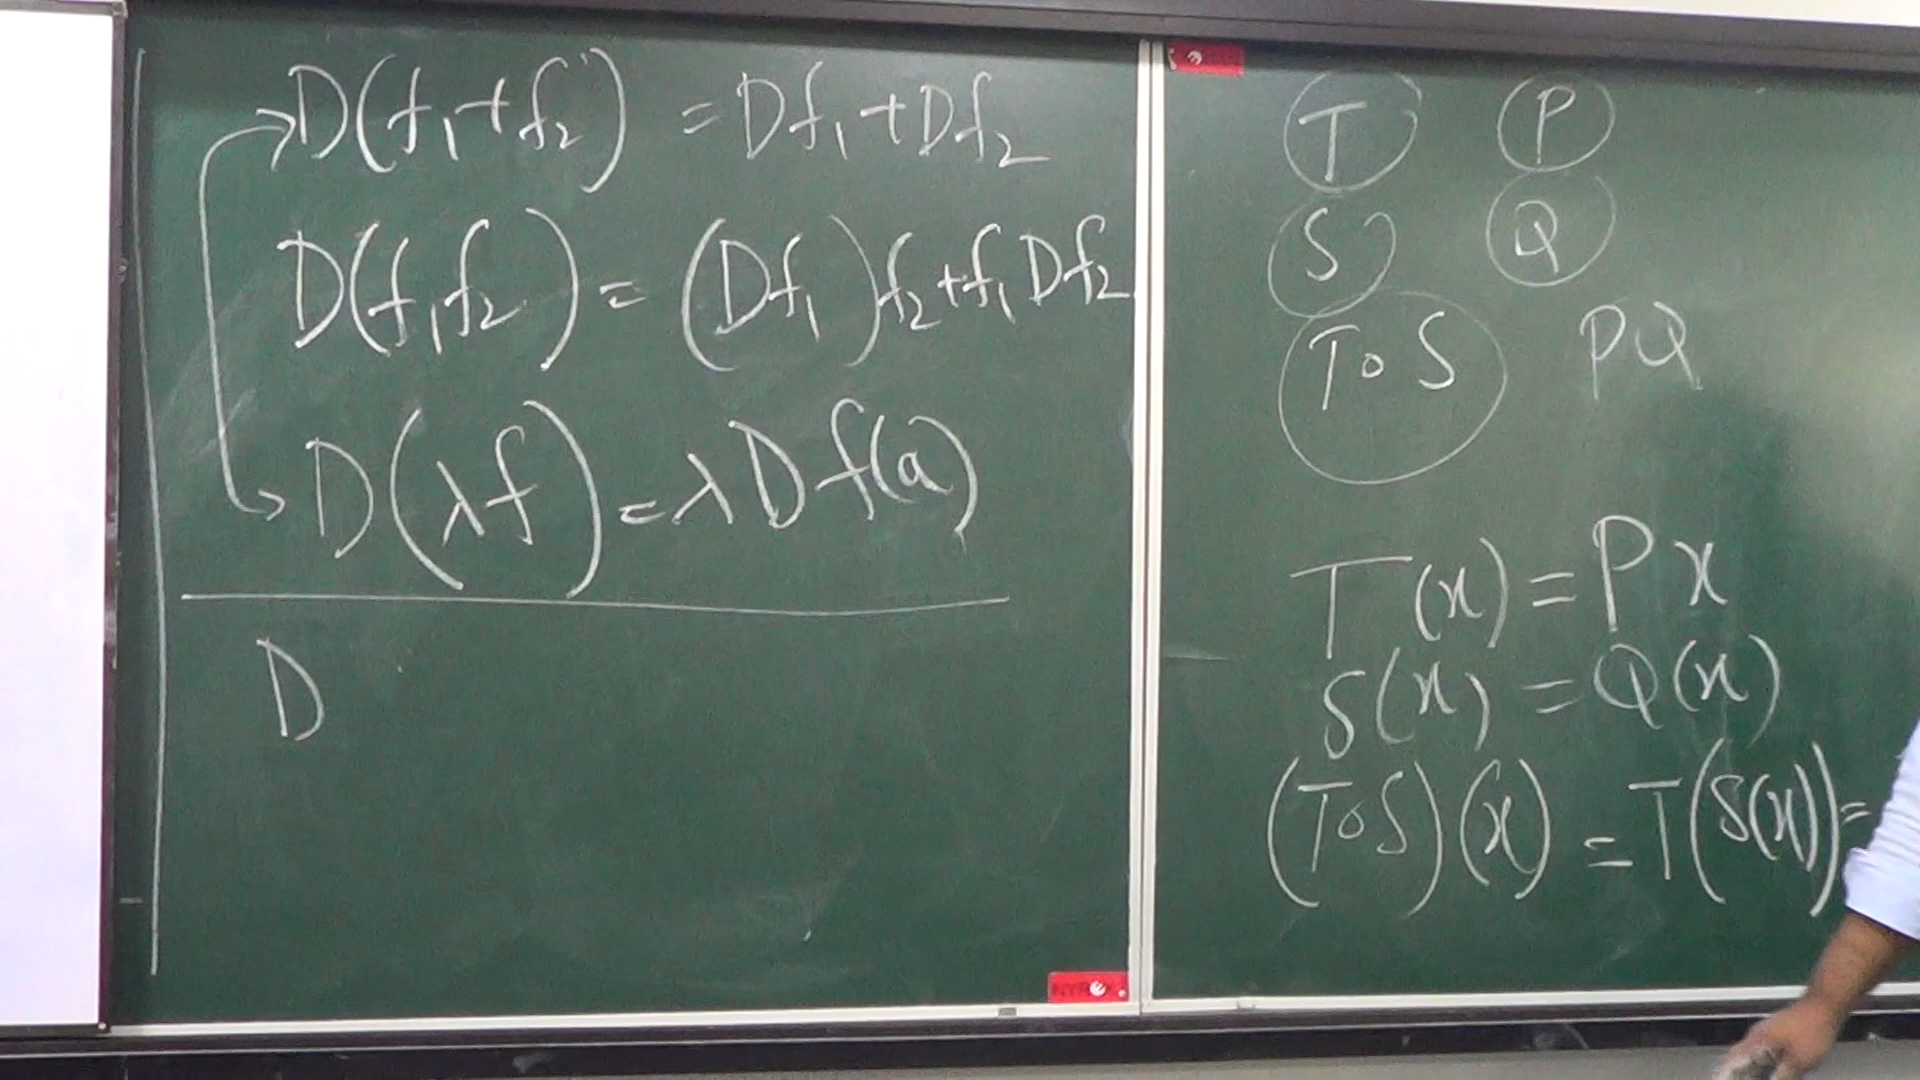 D(f₁+f₂) = Df₁+Df₂
D(f₁f₂) = (Df₁)f₂+f₁Df₂
D(λf) = λDf(a)
D
T P
S Q
T∘S PQ
T(x) = Px
S(x) = Q(x)
(T∘S)(x) = T(S(x)) =